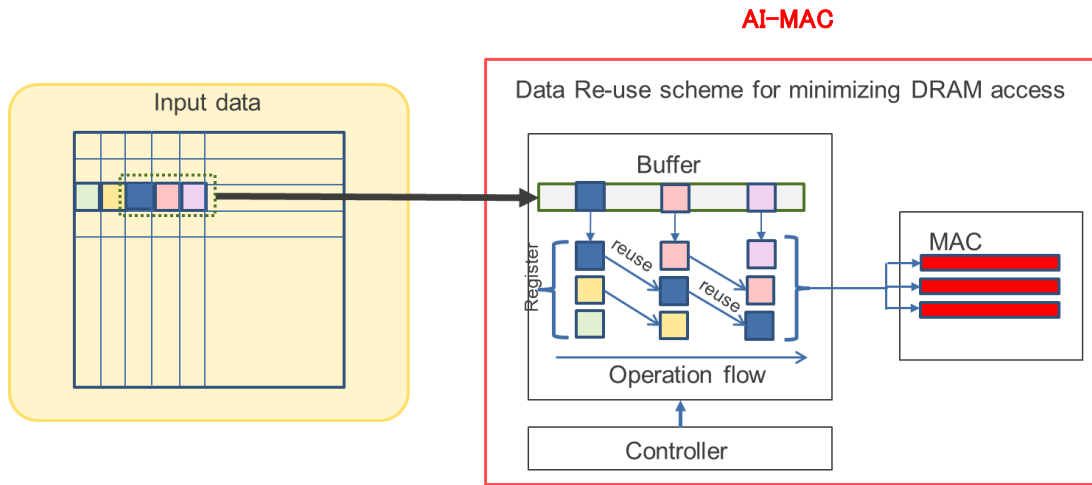 AI-MAC
Input data
Data Re-use scheme for minimizing DRAM access
Buffer
Register
reuse
reuse
MAC
Operation flow
Controller